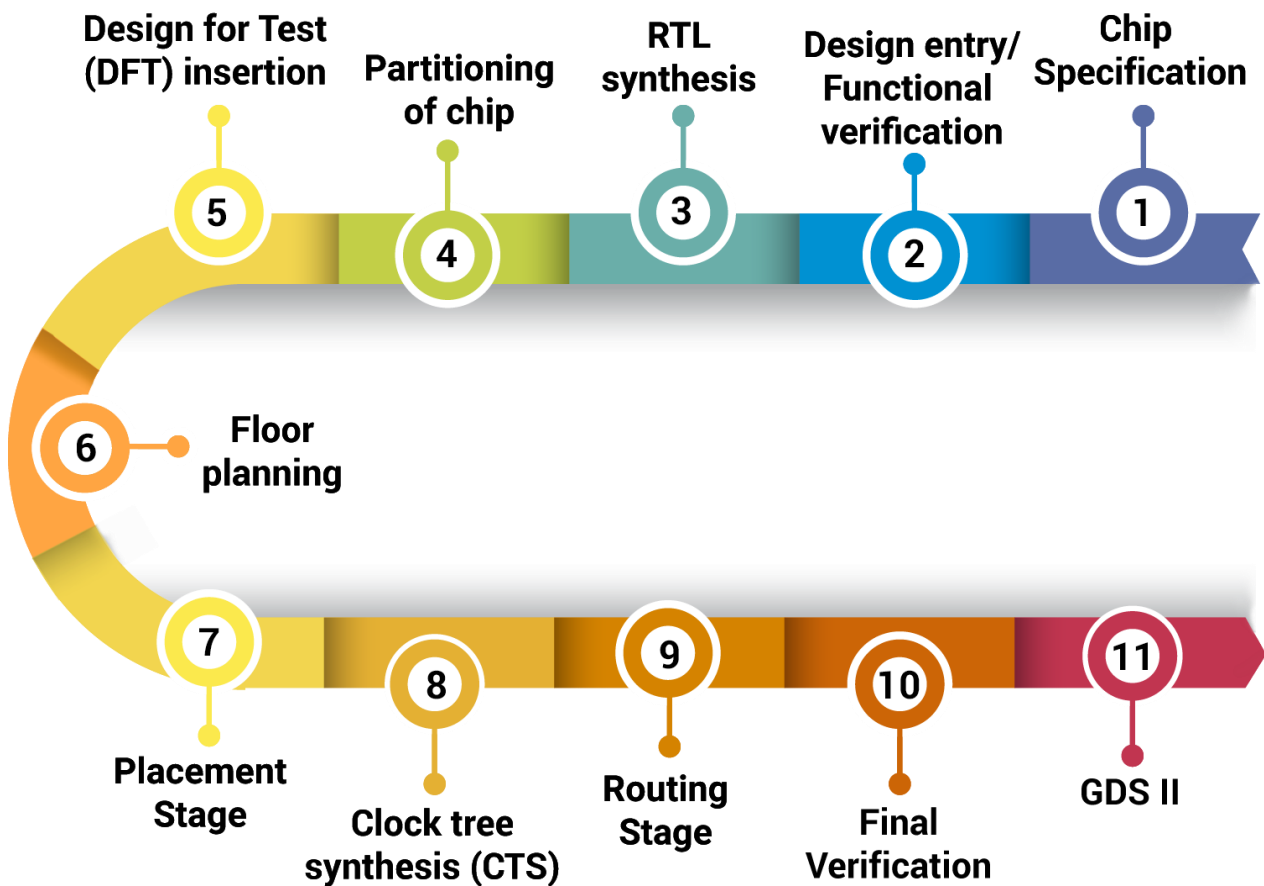 1
Chip
Specification
2
Design entry/
Functional
verification
3
RTL
synthesis
4
Partitioning
of chip
5
Design for Test
(DFT) insertion
6
Floor
planning
7
Placement
Stage
8
Clock tree
synthesis (CTS)
9
Routing
Stage
10
Final
Verification
11
GDS II